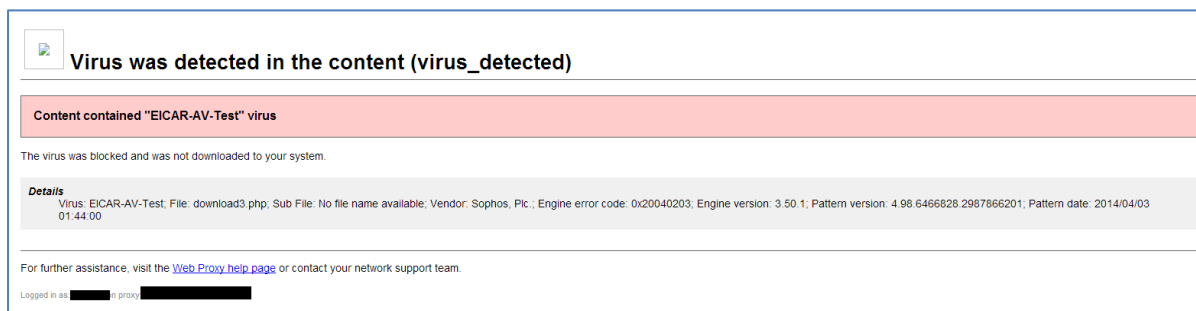 Virus was detected in the content (virus_detected)
Content contained "EICAR-AV-Test" virus
The virus was blocked and was not downloaded to your system.
Details
Virus: EICAR-AV-Test; File: download3.php; Sub File: No file name available; Vendor: Sophos, Plc.; Engine error code: 0x20040203; Engine version: 3.50.1; Pattern version: 4.98.6466828.2987866201; Pattern date: 2014/04/03
01:44:00
For further assistance, visit the Web Proxy help page or contact your network support team.
Logged in as: n proxy